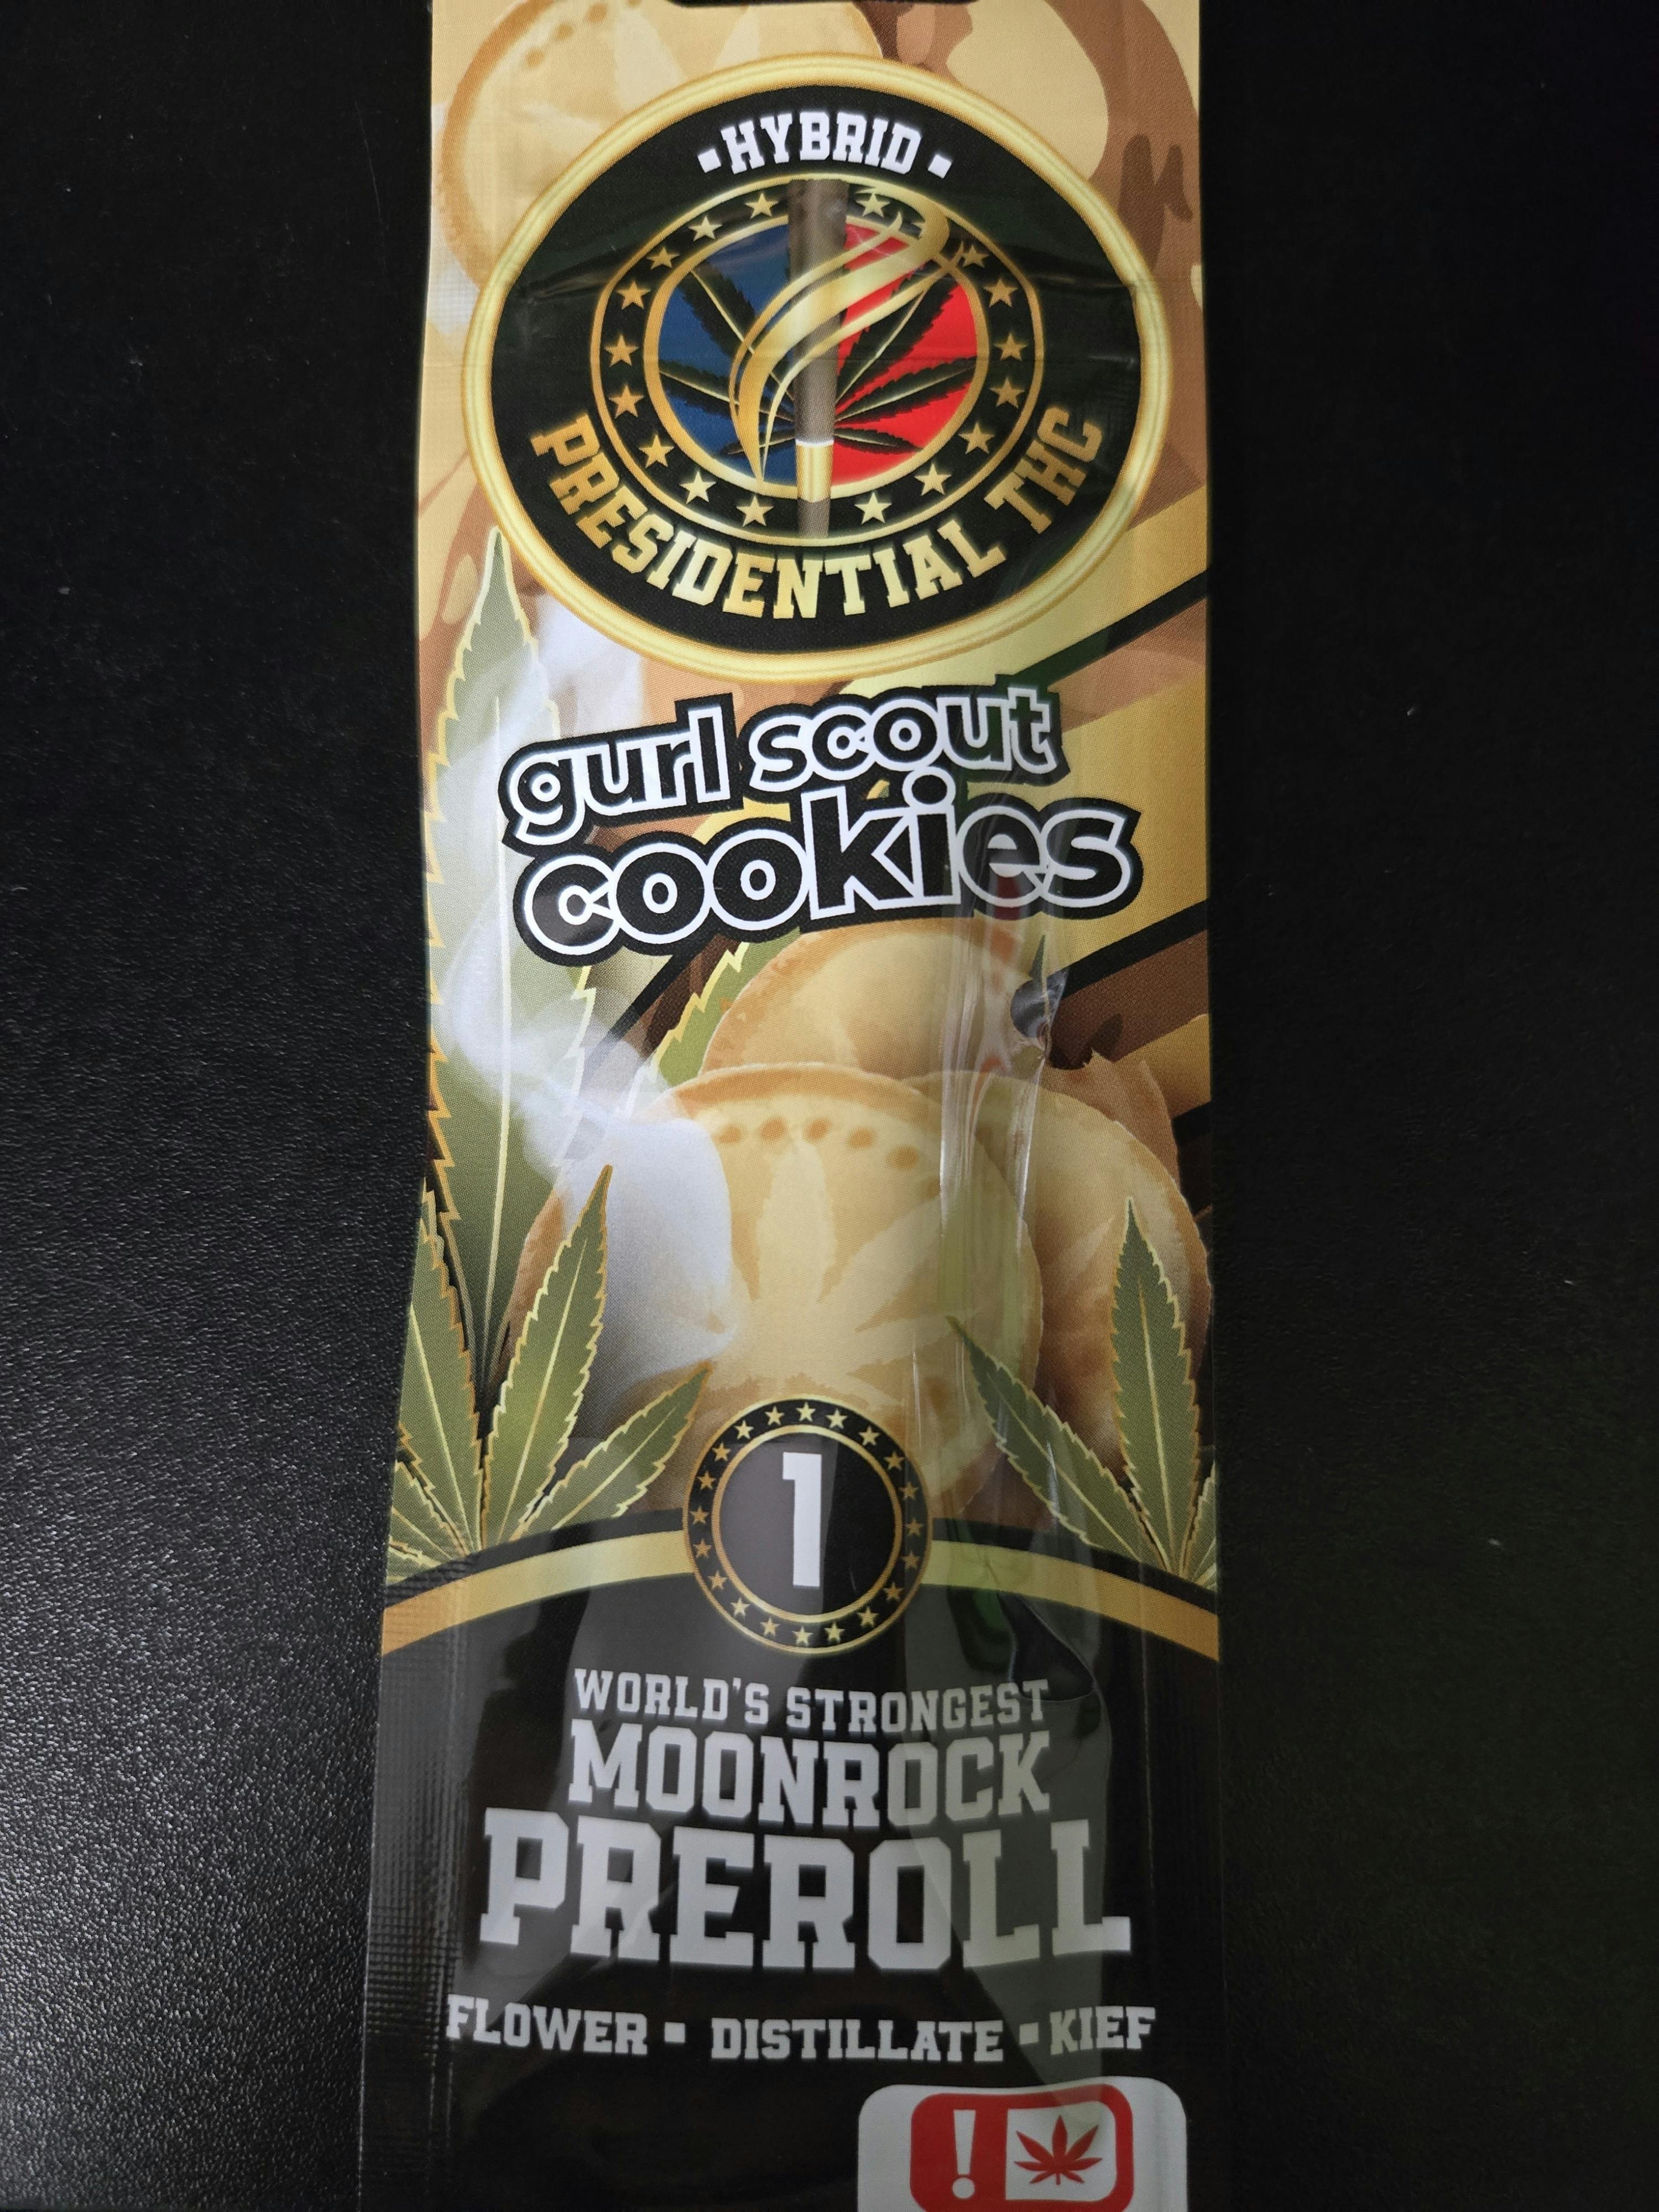 ▪HYBRID▪
PRESIDENTIAL THC
gurl scout
cookies
1
WORLD'S STRONGEST
MOONROCK
PREROLL
FLOWER ▪ DISTILLATE ▪ KIEF
!